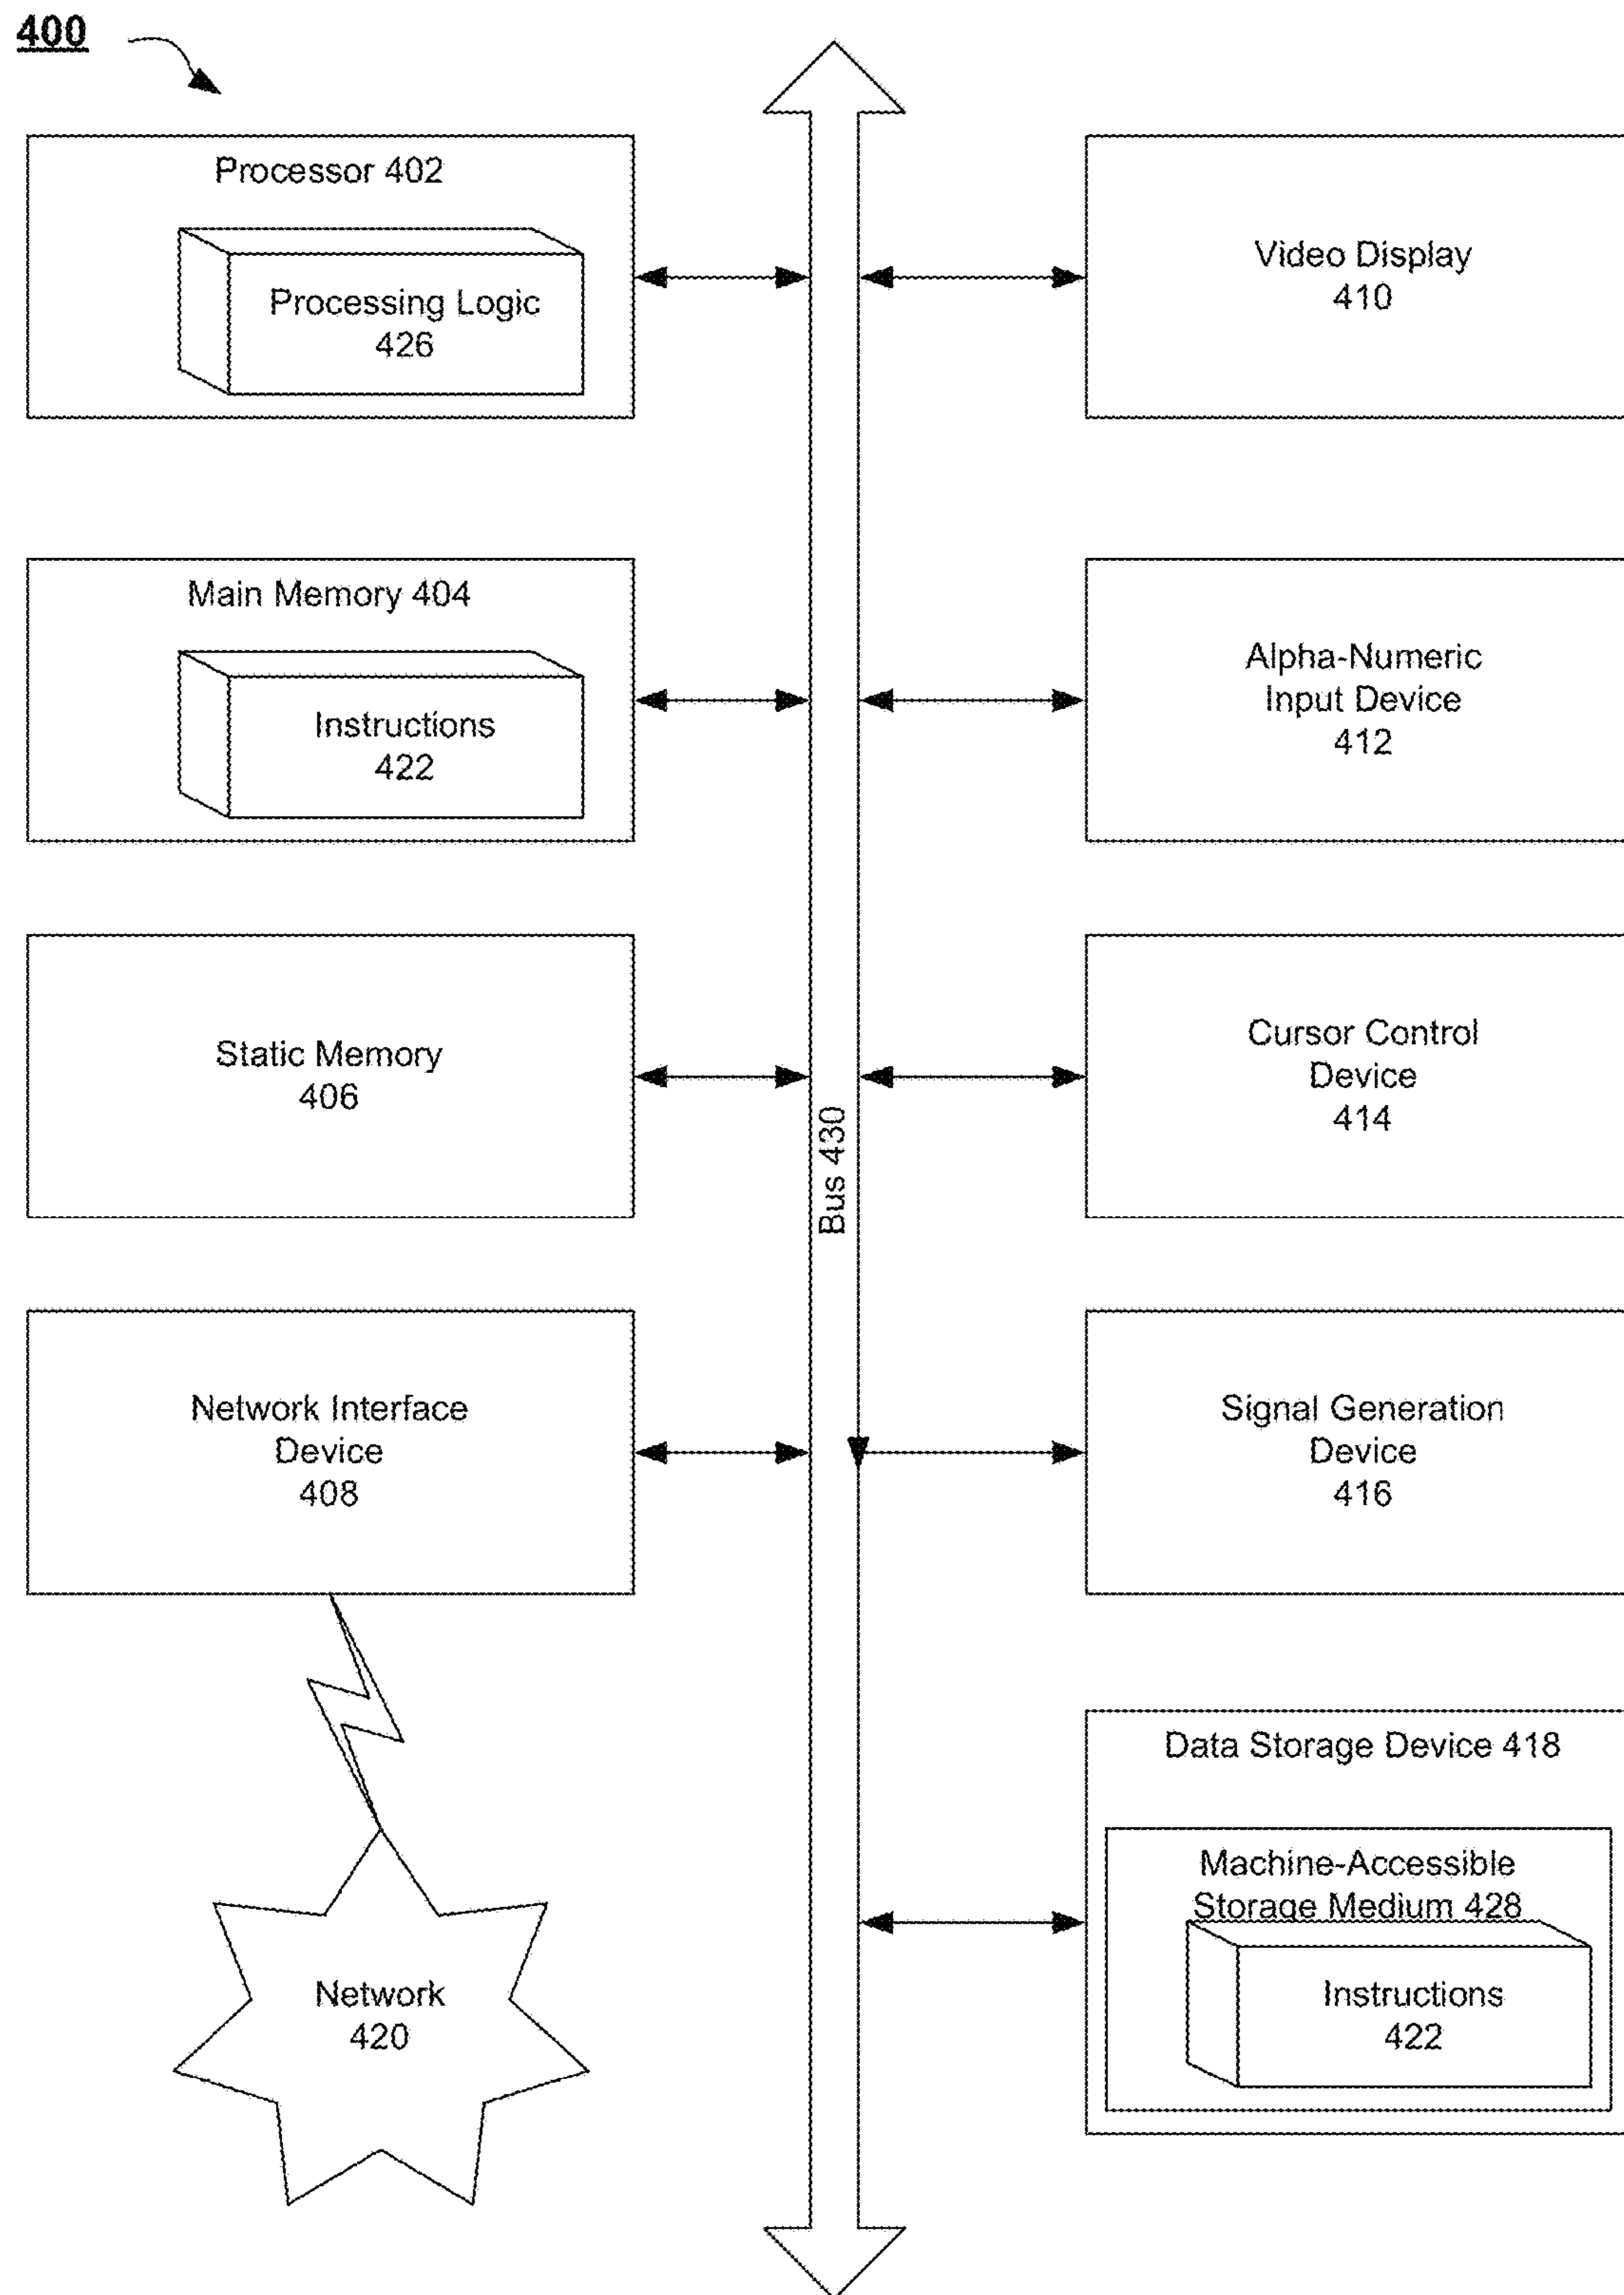 400
Processor 402
Processing Logic
426
Main Memory 404
Instructions
422
Static Memory
406
Network Interface
Device
408
Network
420
Bus 430
Video Display
410
Alpha-Numeric
Input Device
412
Cursor Control
Device
414
Signal Generation
Device
416
Data Storage Device 418
Machine-Accessible
Storage Medium 428
Instructions
422